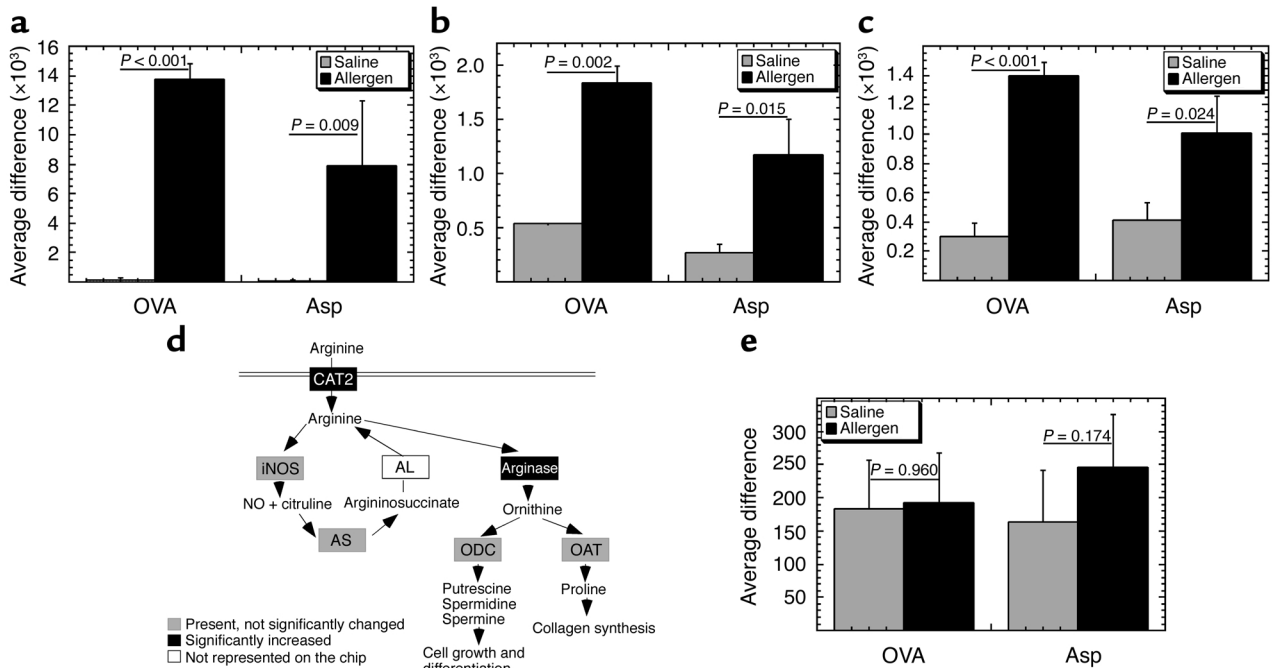 a
Average difference (×10³)
16
14
12
10
8
6
4
2
P < 0.001
P = 0.009
Saline
Allergen
OVA
Asp
b
Average difference (×10³)
2.0
1.5
1.0
0.5
P = 0.002
P = 0.015
Saline
Allergen
OVA
Asp
c
Average difference (×10³)
1.4
1.2
1.0
0.8
0.6
0.4
0.2
P < 0.001
P = 0.024
Saline
Allergen
OVA
Asp
d
Arginine
CAT2
Arginine
iNOS
AL
Arginase
NO + citruline
Argininosuccinate
Ornithine
AS
ODC
OAT
Putrescine
Spermidine
Spermine
Proline
Collagen synthesis
Cell growth and
differentiation
Present, not significantly changed
Significantly increased
Not represented on the chip
e
Average difference
300
250
200
150
100
50
Saline
Allergen
P = 0.960
P = 0.174
OVA
Asp